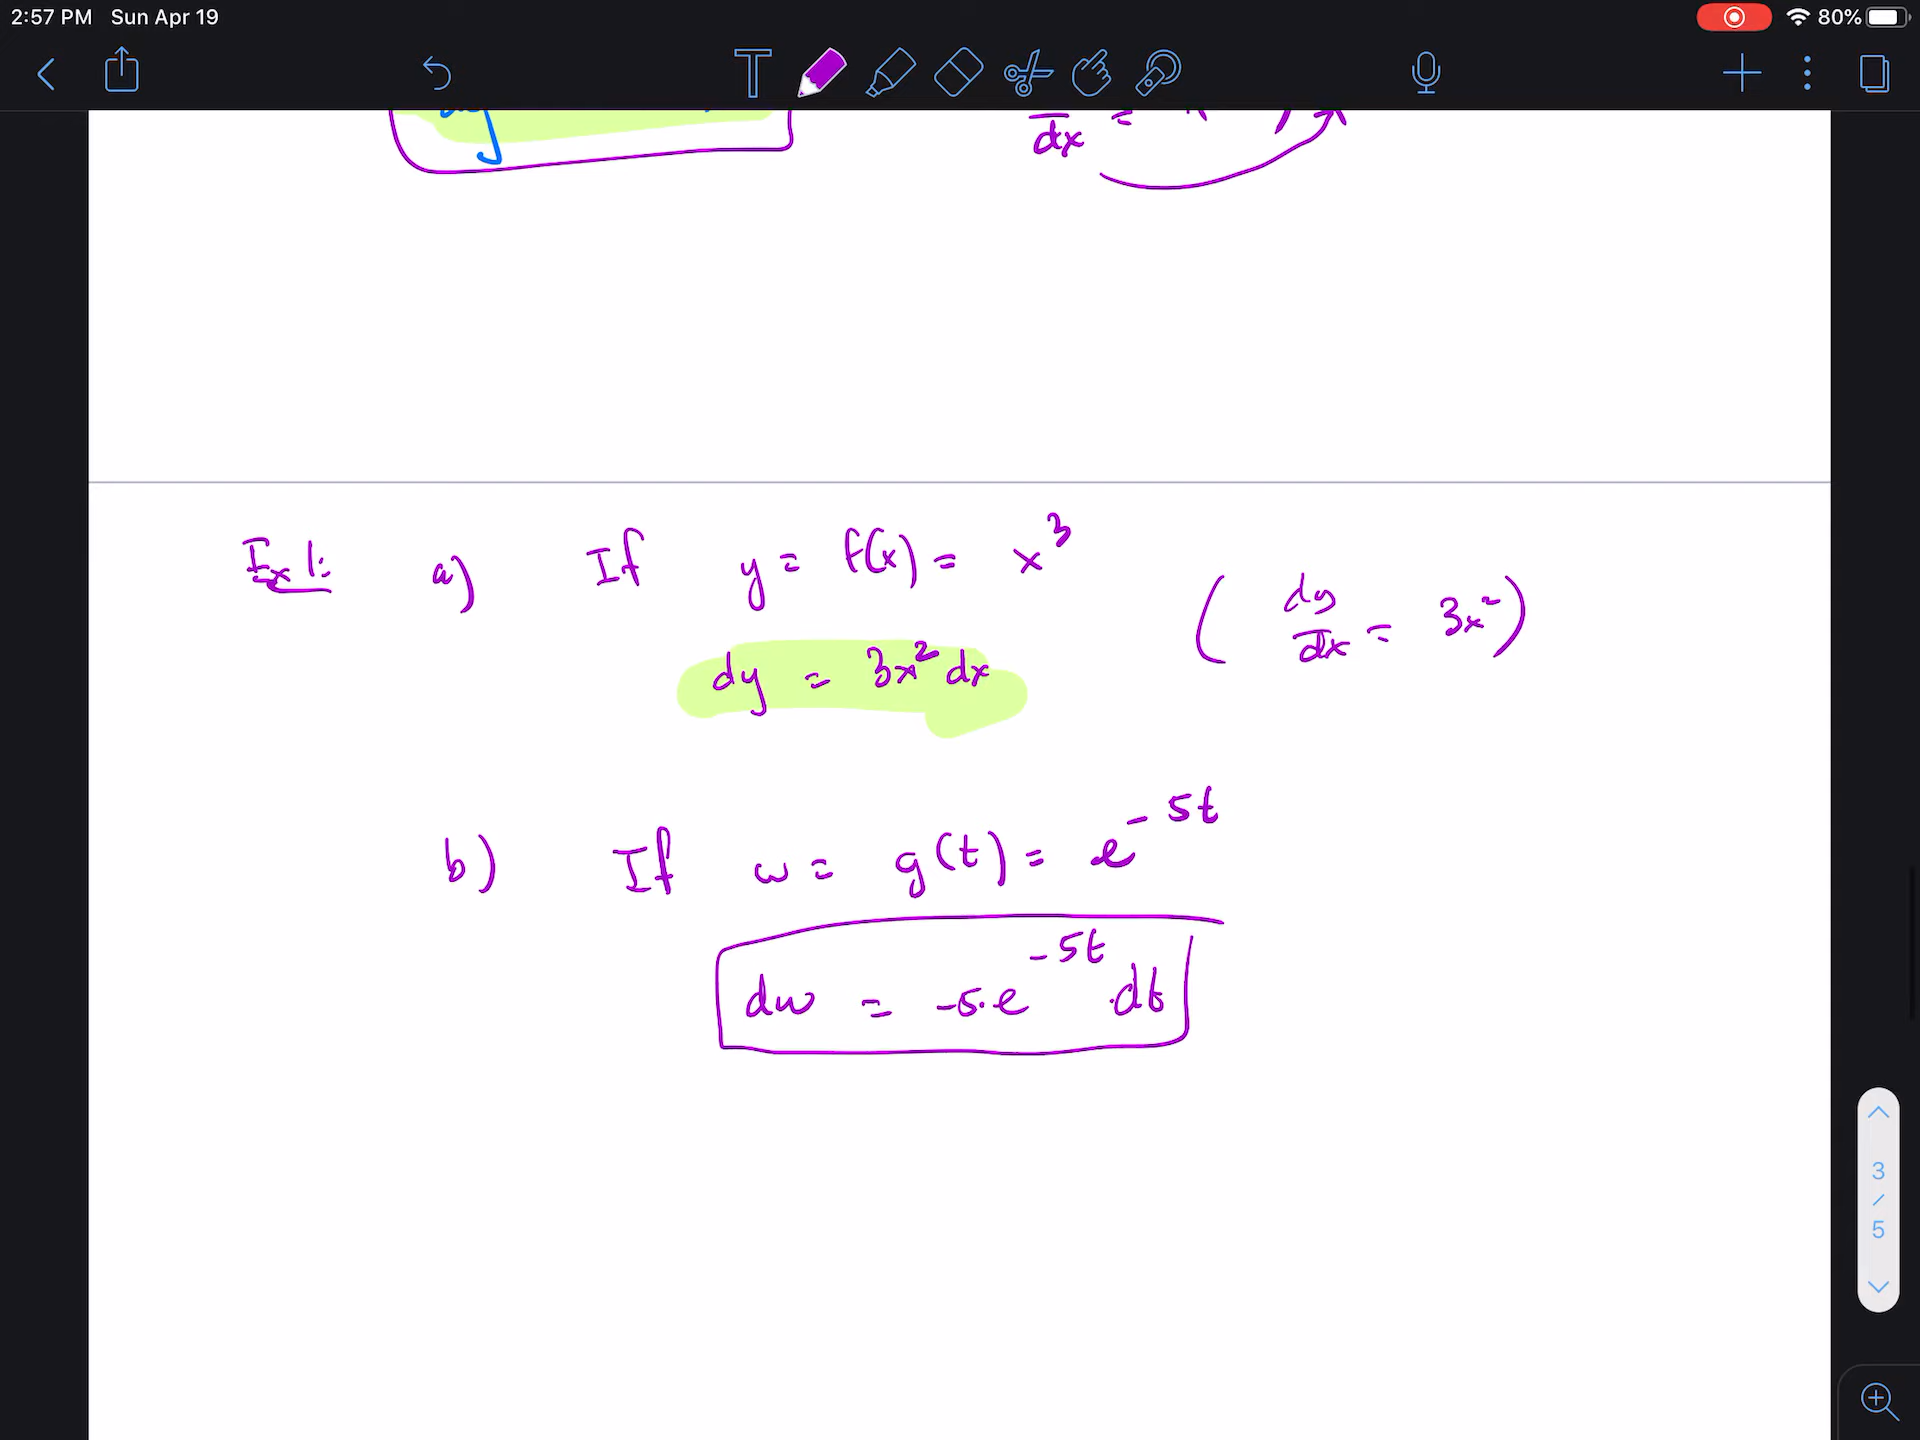 2:57 PM Sun Apr 19
80%
T
dx =
Ex 1: a) If y = f(x) = x³
dy = 3x² dx
( dy/dx = 3x² )
b) If w = g(t) = e^-5t
dw = -5·e^-5t ·dt
3
/
5